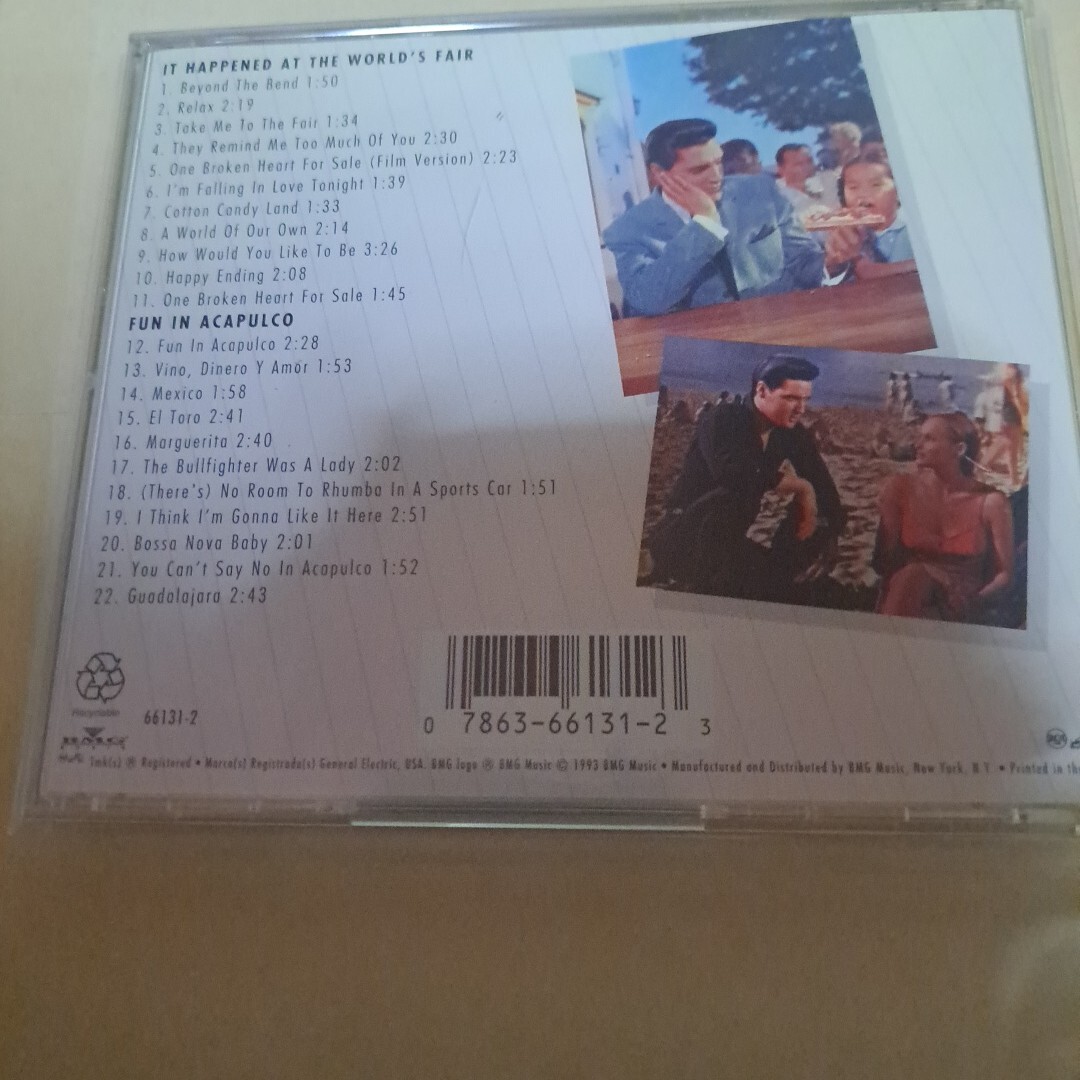 IT HAPPENED AT THE WORLD'S FAIR
1. Beyond The Bend 1:50
2. Relax 2:19
3. Take Me To The Fair 1:34
4. They Remind Me Too Much Of You 2:30
5. One Broken Heart For Sale (Film Version) 2:23
6. I'm Falling In Love Tonight 1:39
7. Cotton Candy Land 1:33
8. A World Of Our Own 2:14
9. How Would You Like To Be 3:26
10. Happy Ending 2:08
11. One Broken Heart For Sale 1:45
FUN IN ACAPULCO
12. Fun In Acapulco 2:28
13. Vino, Dinero Y Amór 1:53
14. Mexico 1:58
15. El Toro 2:41
16. Marguerita 2:40
17. The Bullfighter Was A Lady 2:02
18. (There's) No Room To Rhumba In A Sports Car 1:51
19. I Think I'm Gonna Like It Here 2:51
20. Bossa Nova Baby 2:01
21. You Can't Say No In Acapulco 1:52
22. Guadalajara 2:43
Recyclable
66131-2
0 7863-66131-2 3
BMG
Tmk(s) ® Registered • Marca(s) Registrada(s) General Electric, USA. BMG logo ® BMG Music © 1993 BMG Music • Manufactured and Distributed by BMG Music, New York, N.Y. • Printed in the